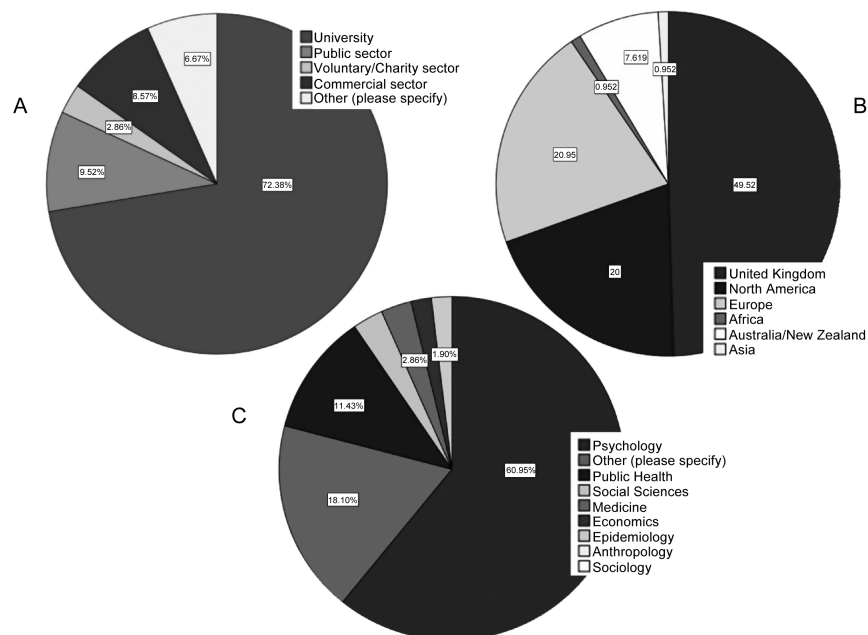 A
University
Public sector
Voluntary/Charity sector
Commercial sector
Other (please specify)
6.67%
8.57%
2.86%
9.52%
72.38%
B
7.619
0.952
0.952
20.95
49.52
20
United Kingdom
North America
Europe
Africa
Australia/New Zealand
Asia
C
2.86%
1.90%
11.43%
60.95%
18.10%
Psychology
Other (please specify)
Public Health
Social Sciences
Medicine
Economics
Epidemiology
Anthropology
Sociology